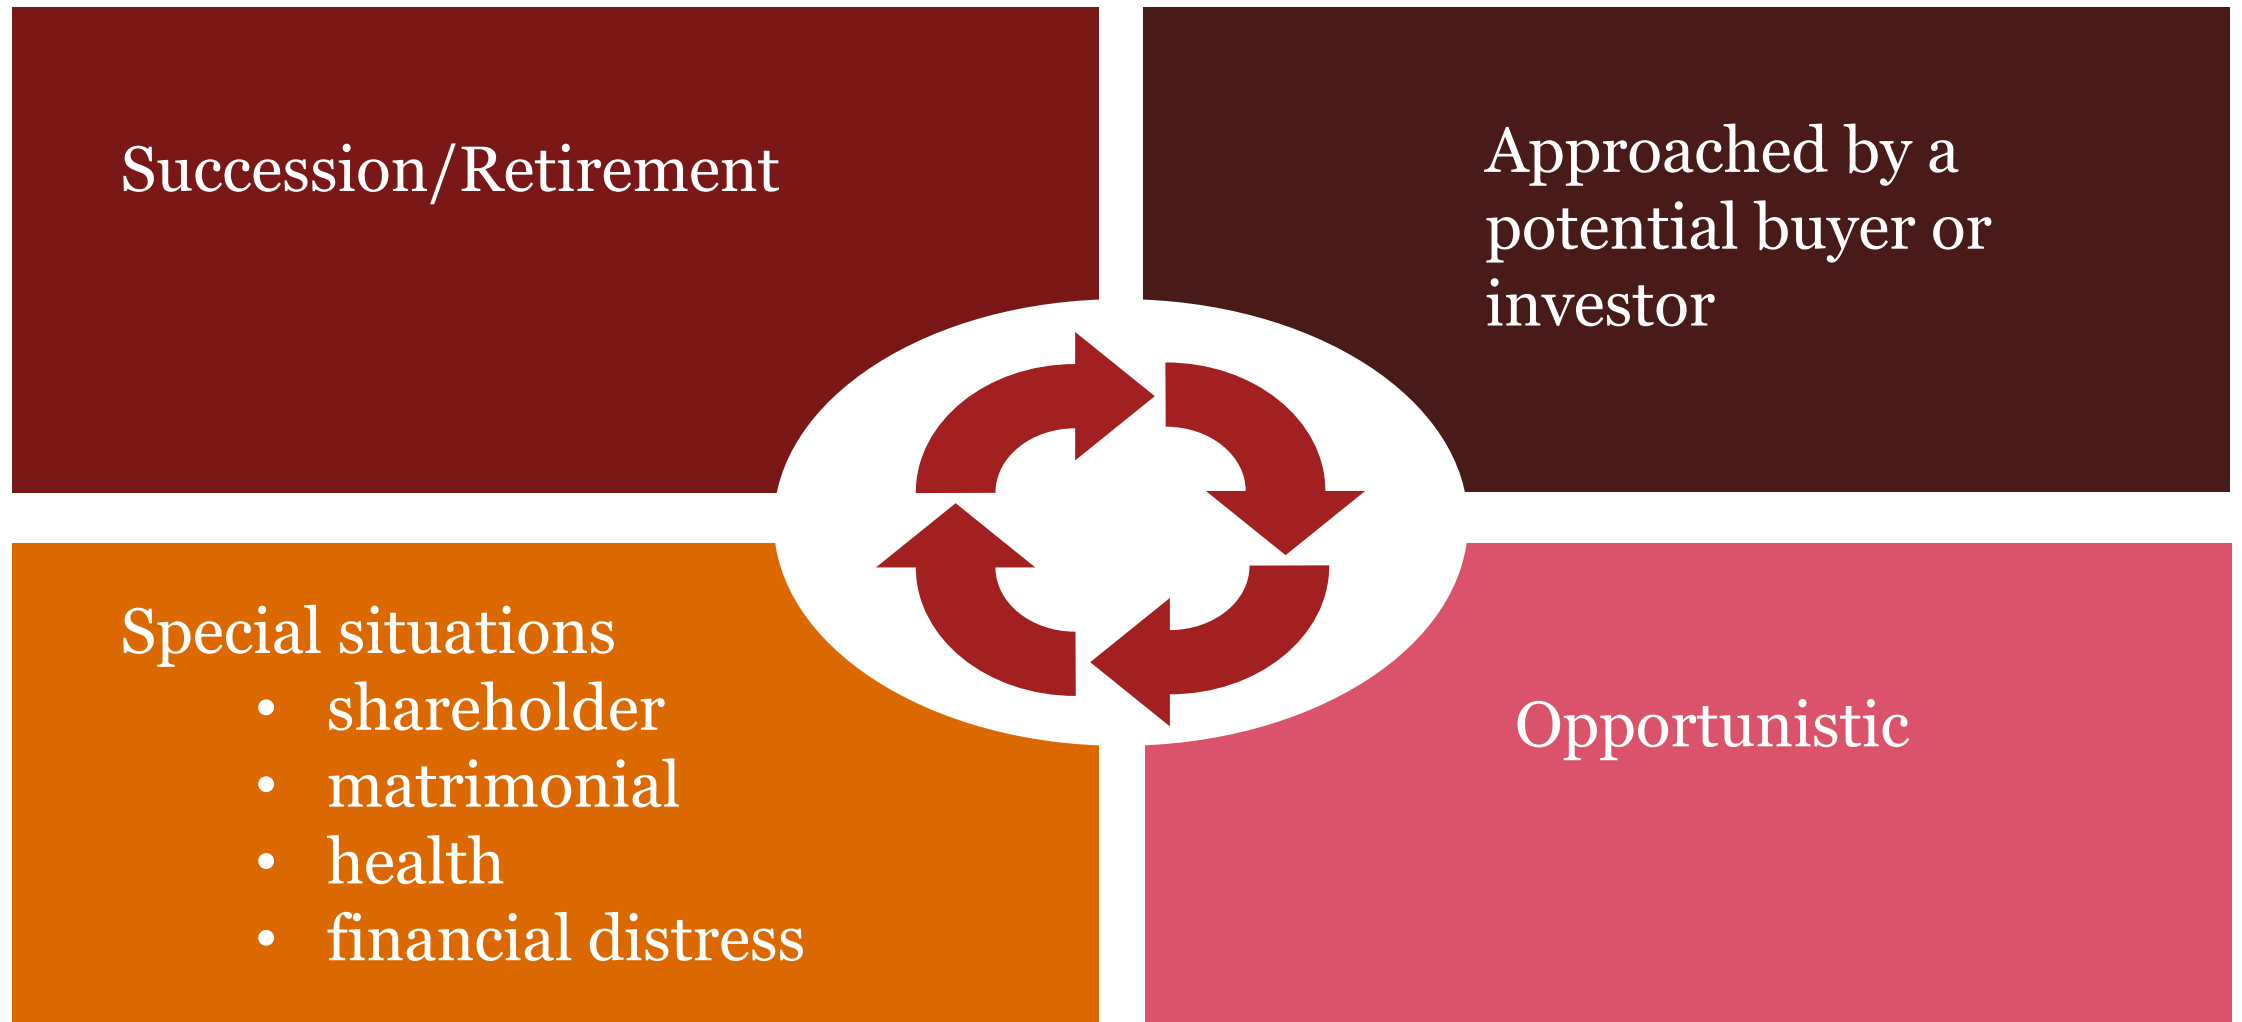 Succession/Retirement
Approached by a
potential buyer or
investor
Special situations
• shareholder
• matrimonial
• health
• financial distress
Opportunistic